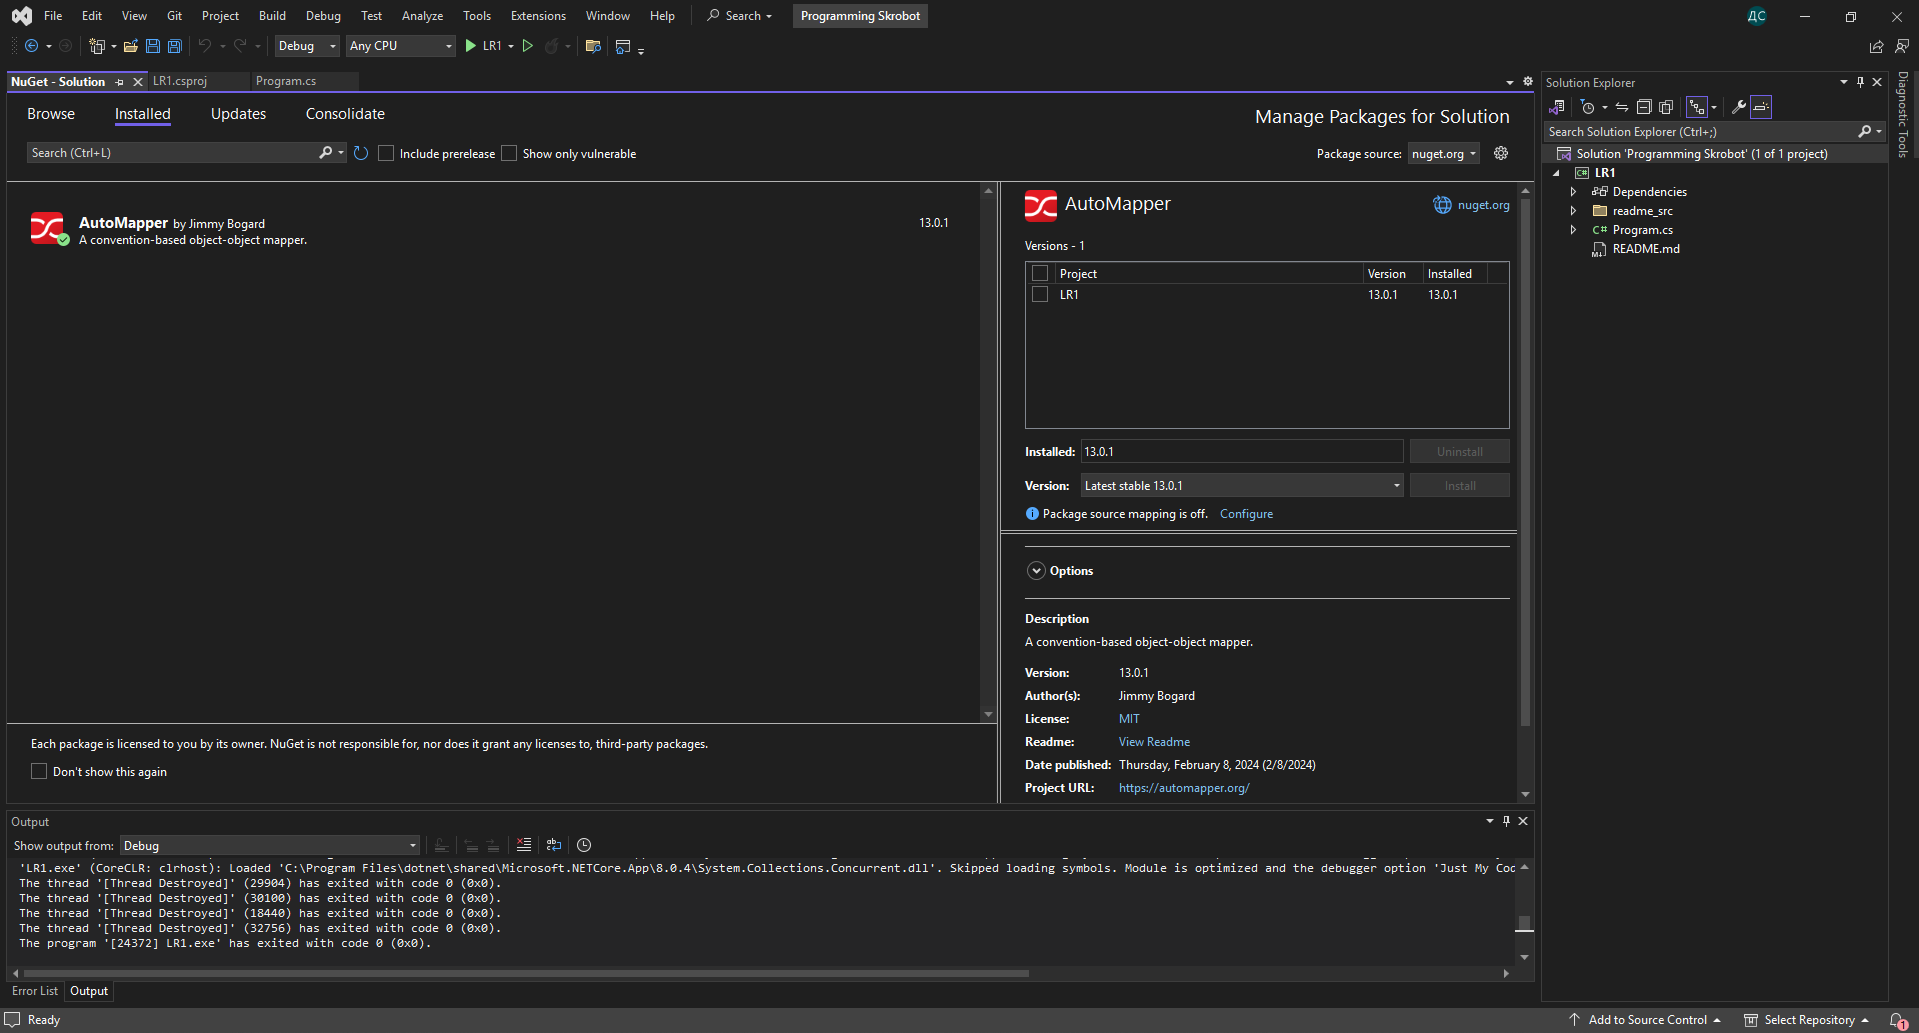 File Edit View Git Project Build Debug Test Analyze Tools Extensions Window Help Search Programming Skrobot ДС
Debug Any CPU LR1
NuGet - Solution LR1.csproj Program.cs
Browse Installed Updates Consolidate Manage Packages for Solution
Search (Ctrl+L) Include prerelease Show only vulnerable Package source: nuget.org
AutoMapper by Jimmy Bogard 13.0.1
A convention-based object-object mapper.
Each package is licensed to you by its owner. NuGet is not responsible for, nor does it grant any licenses to, third-party packages.
Don't show this again
AutoMapper nuget.org
Versions - 1
Project Version Installed
LR1 13.0.1 13.0.1
Installed: 13.0.1 Uninstall
Version: Latest stable 13.0.1 Install
Package source mapping is off. Configure
Options
Description
A convention-based object-object mapper.
Version: 13.0.1
Author(s): Jimmy Bogard
License: MIT
Readme: View Readme
Date published: Thursday, February 8, 2024 (2/8/2024)
Project URL: https://automapper.org/
Solution Explorer
Search Solution Explorer (Ctrl+;)
Solution 'Programming Skrobot' (1 of 1 project)
C# LR1
Dependencies
readme_src
C# Program.cs
README.md
Diagnostic Tools
Output
Show output from: Debug
'LR1.exe' (CoreCLR: clrhost): Loaded 'C:\Program Files\dotnet\shared\Microsoft.NETCore.App\8.0.4\System.Collections.Concurrent.dll'. Skipped loading symbols. Module is optimized and the debugger option 'Just My Cod
The thread '[Thread Destroyed]' (29904) has exited with code 0 (0x0).
The thread '[Thread Destroyed]' (30100) has exited with code 0 (0x0).
The thread '[Thread Destroyed]' (18440) has exited with code 0 (0x0).
The thread '[Thread Destroyed]' (32756) has exited with code 0 (0x0).
The program '[24372] LR1.exe' has exited with code 0 (0x0).
Error List Output
Ready Add to Source Control Select Repository 1